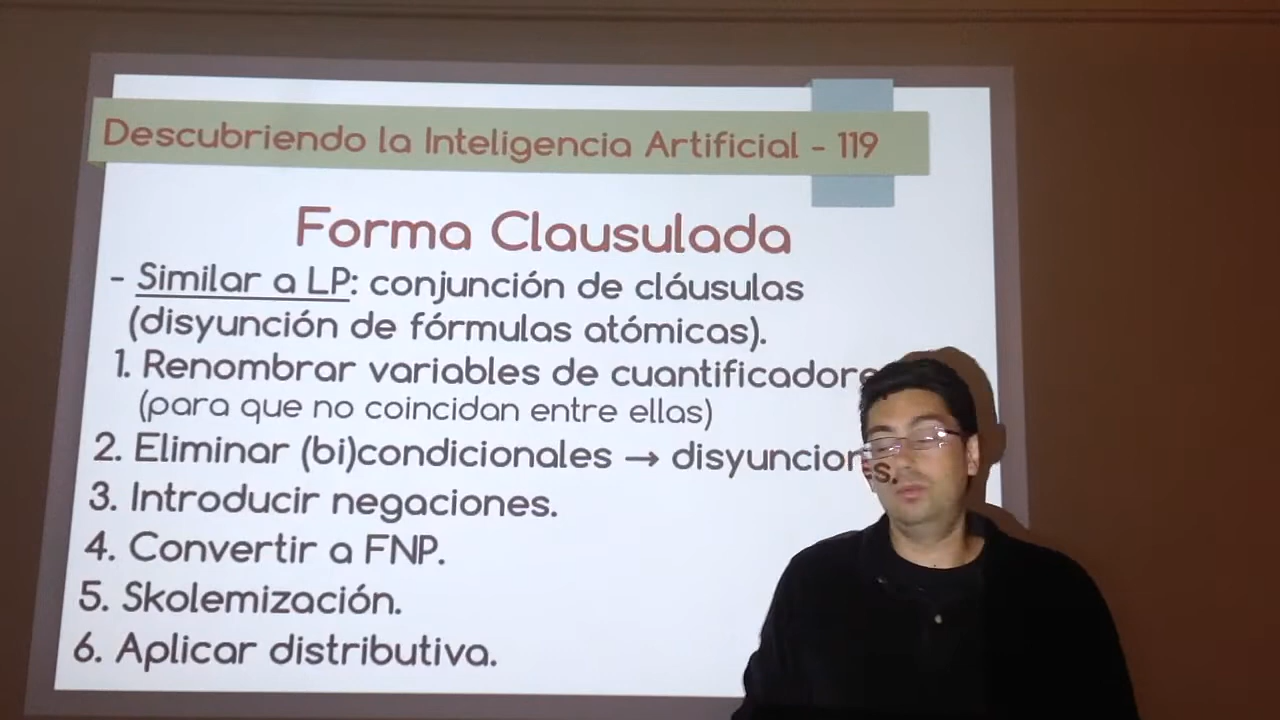 Descubriendo la Inteligencia Artificial - 119
Forma Clausulada
- Similar a LP: conjunción de cláusulas
(disyunción de fórmulas atómicas).
1. Renombrar variables de cuantificadore
(para que no coincidan entre ellas)
2. Eliminar (bi)condicionales → disyunciones.
3. Introducir negaciones.
4. Convertir a FNP.
5. Skolemización.
6. Aplicar distributiva.